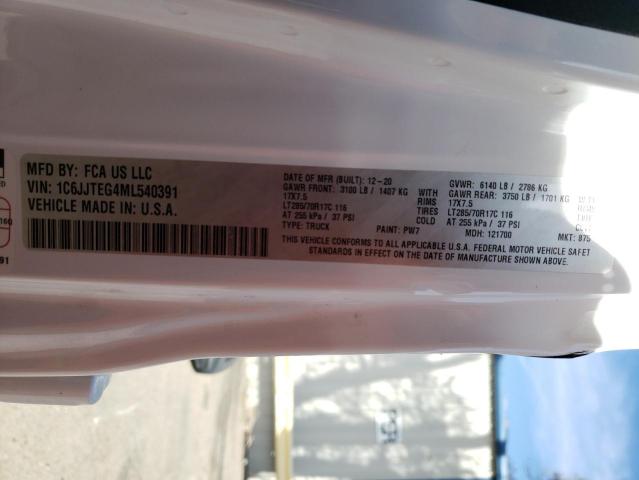 MFD BY: FCA US LLC
VIN: 1C6JJTEG4ML540391
VEHICLE MADE IN: U.S.A.
DATE OF MFR (BUILT): 12-20
GVWR: 6140 LB / 2786 KG
GAWR FRONT: 3100 LB / 1407 KG WITH GAWR REAR: 3750 LB / 1701 KG
17X7.5 RIMS 17X7.5
LT285/70R17C 116 TIRES LT285/70R17C 116
AT 255 kPa / 37 PSI COLD AT 255 kPa / 37 PSI
TYPE: TRUCK PAINT: PW7 MDH: 121700 MKT: 875
THIS VEHICLE CONFORMS TO ALL APPLICABLE U.S.A. FEDERAL MOTOR VEHICLE SAFET
STANDARDS IN EFFECT ON THE DATE OF MANUFACTURE SHOWN ABOVE.